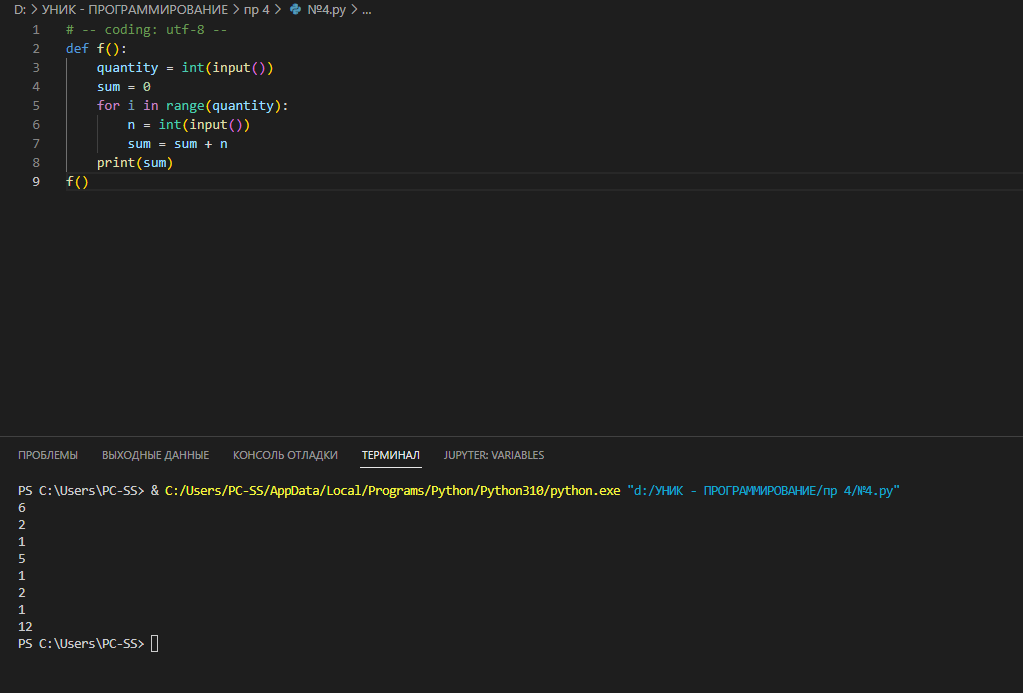 D: > УНИК - ПРОГРАММИРОВАНИЕ > пр 4 > №4.py > ...
1 # -- coding: utf-8 --
2 def f():
3     quantity = int(input())
4     sum = 0
5     for i in range(quantity):
6         n = int(input())
7         sum = sum + n
8     print(sum)
9 f()
ПРОБЛЕМЫ ВЫХОДНЫЕ ДАННЫЕ КОНСОЛЬ ОТЛАДКИ ТЕРМИНАЛ JUPYTER: VARIABLES
PS C:\Users\PC-SS> & C:/Users/PC-SS/AppData/Local/Programs/Python/Python310/python.exe "d:/УНИК - ПРОГРАММИРОВАНИЕ/пр 4/№4.py"
6
2
1
5
1
2
1
12
PS C:\Users\PC-SS>